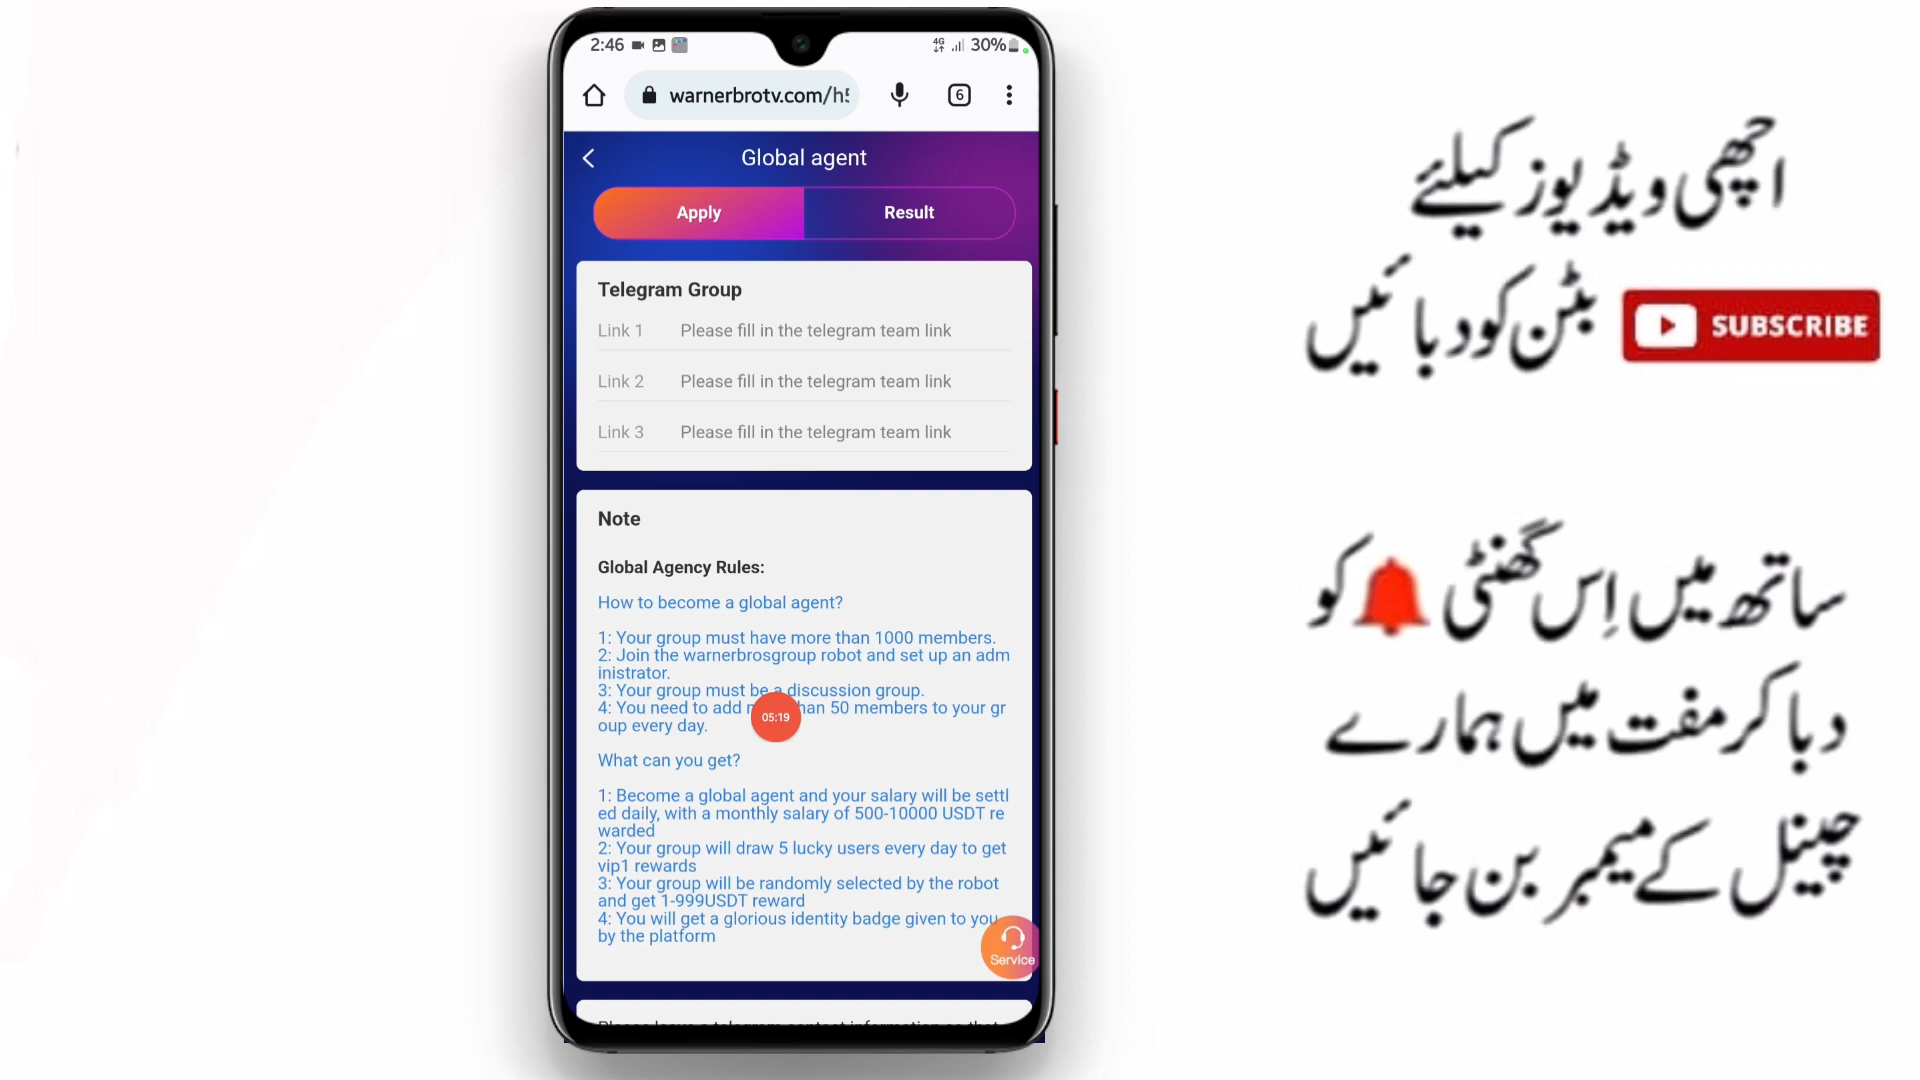 2:46
4G
30%
warnerbrotv.com/h5
6
Global agent
Apply
Result
Telegram Group
Link 1 Please fill in the telegram team link
Link 2 Please fill in the telegram team link
Link 3 Please fill in the telegram team link
Note
Global Agency Rules:
How to become a global agent?
1: Your group must have more than 1000 members.
2: Join the warnerbrosgroup robot and set up an adm
inistrator.
3: Your group must be a discussion group.
4: You need to add han 50 members to your gr
oup every day.
05:19
What can you get?
1: Become a global agent and your salary will be settl
ed daily, with a monthly salary of 500-10000 USDT re
warded
2: Your group will draw 5 lucky users every day to get
vip1 rewards
3: Your group will be randomly selected by the robot
and get 1-999USDT reward
4: You will get a glorious identity badge given to you
by the platform
Service
اچھی ویڈیوز کیلئے
بٹن کو دبائیں
SUBSCRIBE
ساتھ میں اِس گھنٹی کو
دبا کر مفت میں ہمارے
چینل کے میمبر بن جائیں